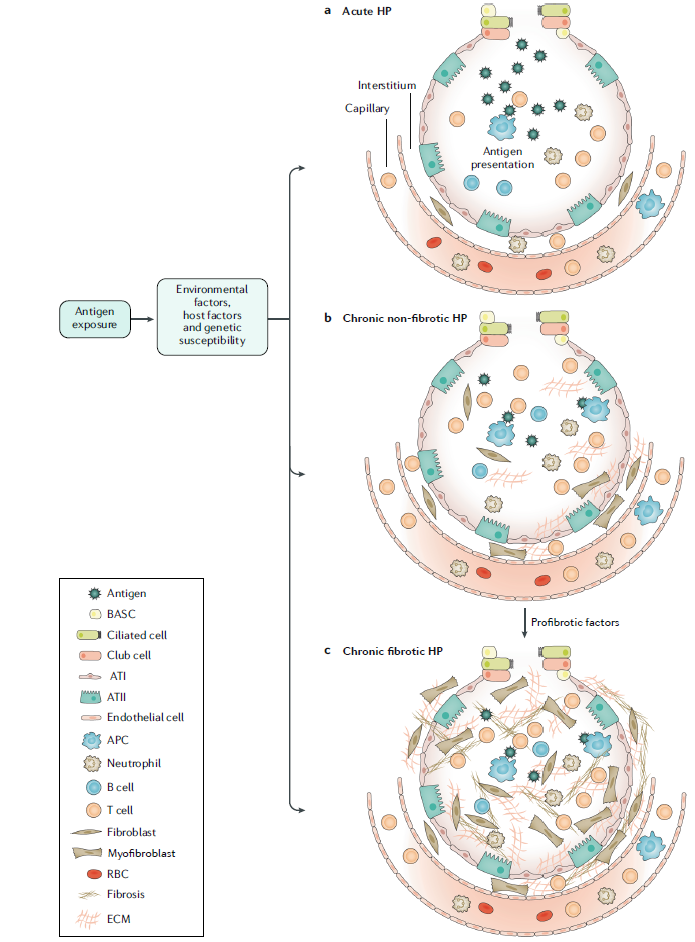 a Acute HP
Interstitium
Capillary
Antigen
presentation
Antigen
exposure
Environmental
factors,
host factors
and genetic
susceptibility
b Chronic non-fibrotic HP
Profibrotic factors
c Chronic fibrotic HP
Antigen
BASC
Ciliated cell
Club cell
ATI
ATII
Endothelial cell
APC
Neutrophil
B cell
T cell
Fibroblast
Myofibroblast
RBC
Fibrosis
ECM